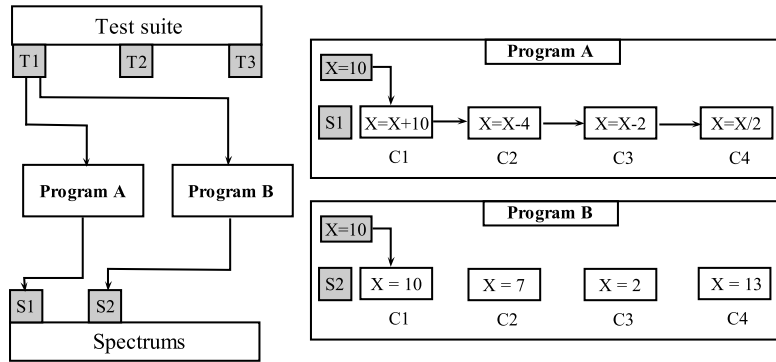 Test suite
T1 T2 T3
Program A
Program B
S1 S2
Spectrums
Program A
X=10
S1 X=X+10 X=X-4 X=X-2 X=X/2
C1 C2 C3 C4
Program B
X=10
S2 X = 10 X = 7 X = 2 X = 13
C1 C2 C3 C4